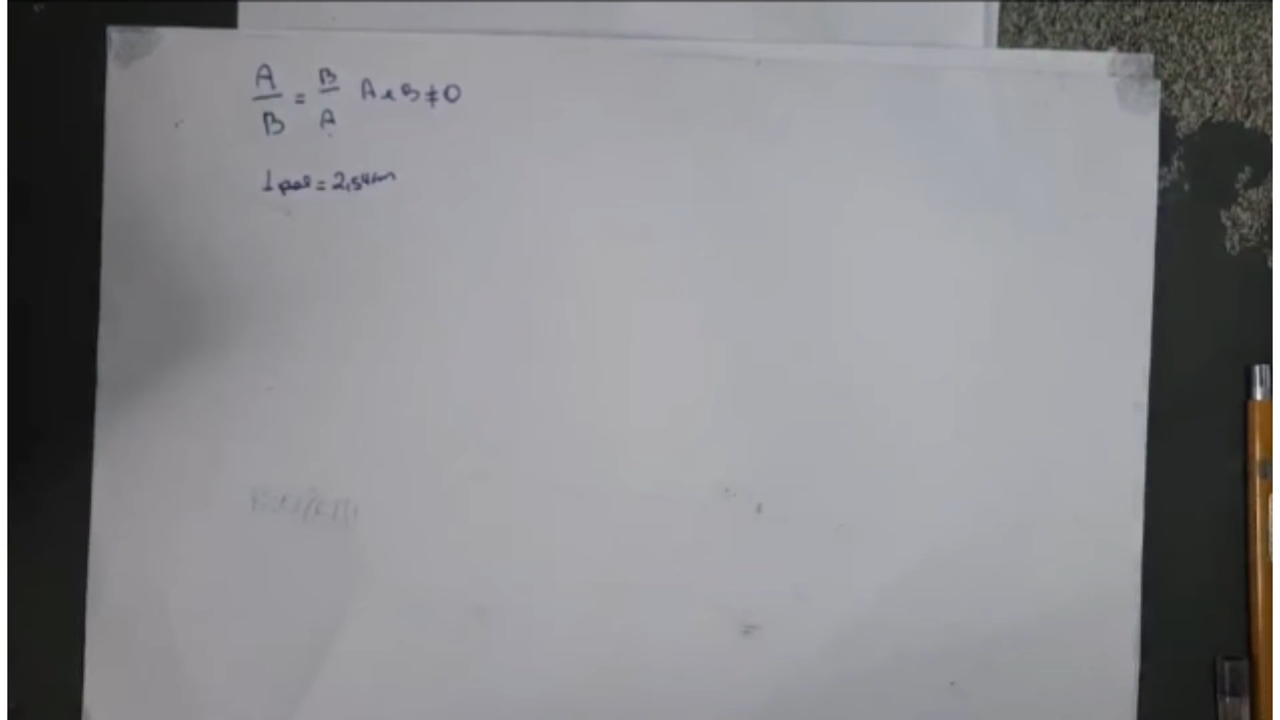 A/B = B/A A e B ≠ 0
1 pol = 2,54cm